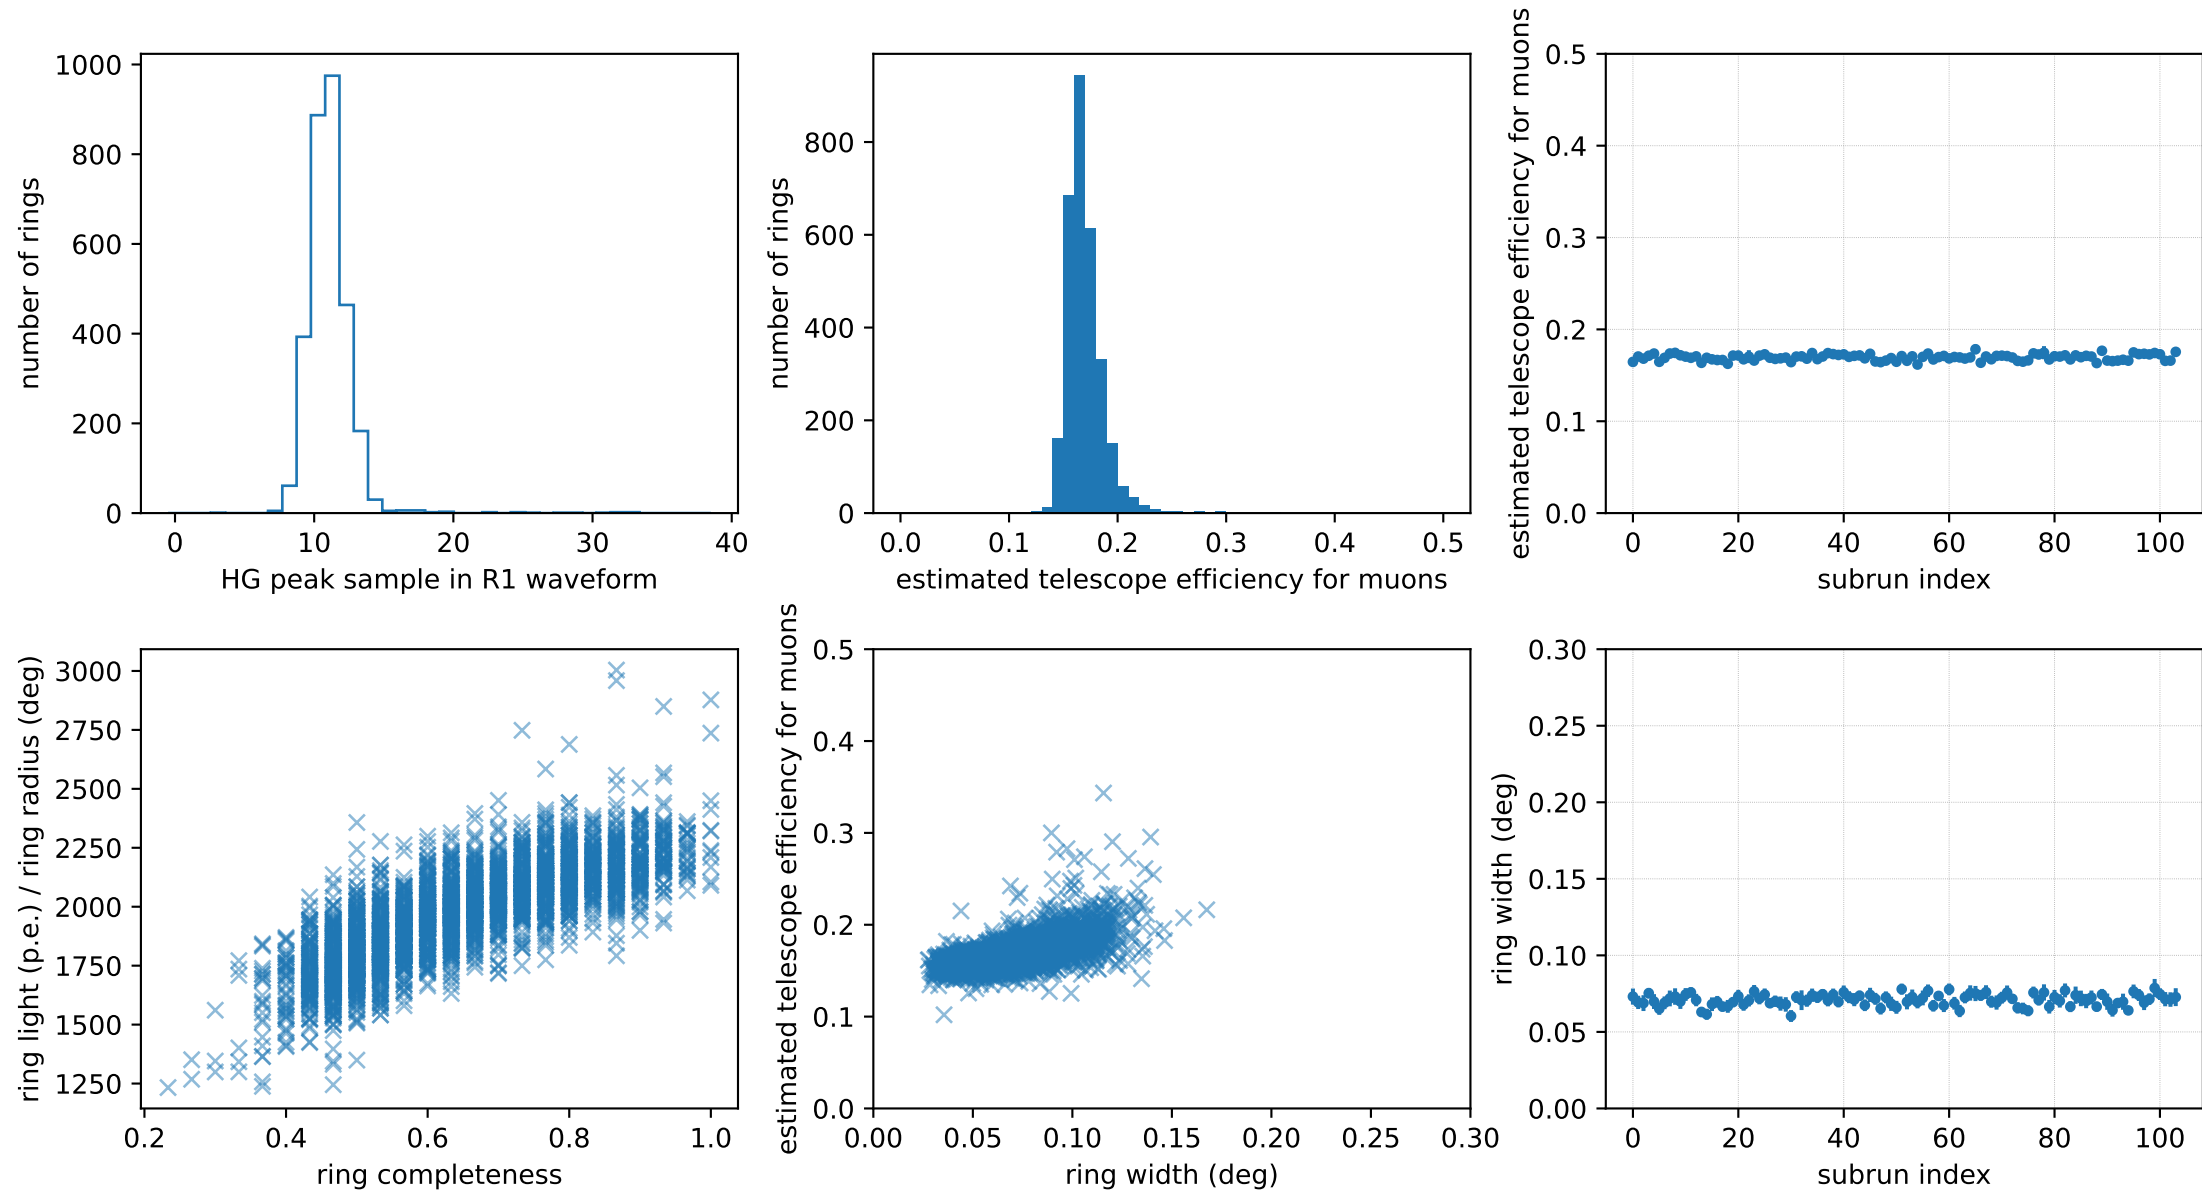 number of rings
1000
800
600
400
200
0
0 10 20 30 40
HG peak sample in R1 waveform
number of rings
800
600
400
200
0
0.0 0.1 0.2 0.3 0.4 0.5
estimated telescope efficiency for muons
estimated telescope efficiency for muons
0.5
0.4
0.3
0.2
0.1
0.0
0 20 40 60 80 100
subrun index
ring light (p.e.) / ring radius (deg)
3000
2750
2500
2250
2000
1750
1500
1250
0.2 0.4 0.6 0.8 1.0
ring completeness
estimated telescope efficiency for muons
0.5
0.4
0.3
0.2
0.1
0.0
0.00 0.05 0.10 0.15 0.20 0.25 0.30
ring width (deg)
ring width (deg)
0.30
0.25
0.20
0.15
0.10
0.05
0.00
0 20 40 60 80 100
subrun index